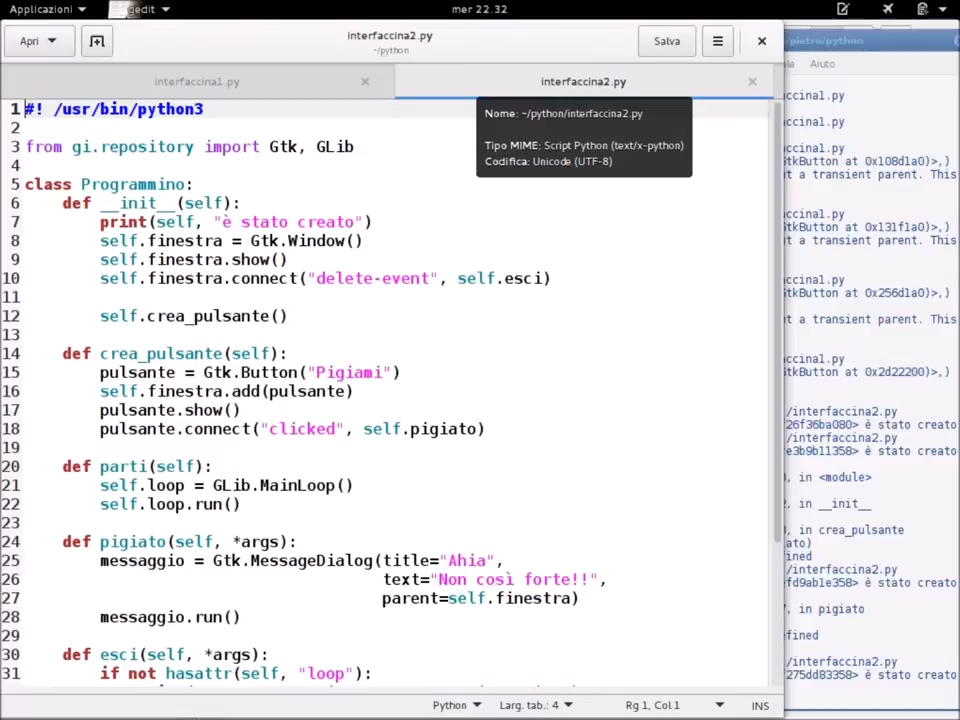 Applicazioni gedit mer 22.32
Apri interfaccina2.py Salva
~/python
interfaccina1.py interfaccina2.py
Nome: ~/python/interfaccina2.py
Tipo MIME: Script Python (text/x-python)
Codifica: Unicode (UTF-8)
1 #! /usr/bin/python3
2
3 from gi.repository import Gtk, GLib
4
5 class Programmino:
6     def __init__(self):
7         print(self, "è stato creato")
8         self.finestra = Gtk.Window()
9         self.finestra.show()
10         self.finestra.connect("delete-event", self.esci)
11
12         self.crea_pulsante()
13
14     def crea_pulsante(self):
15         pulsante = Gtk.Button("Pigiami")
16         self.finestra.add(pulsante)
17         pulsante.show()
18         pulsante.connect("clicked", self.pigiato)
19
20     def parti(self):
21         self.loop = GLib.MainLoop()
22         self.loop.run()
23
24     def pigiato(self, *args):
25         messaggio = Gtk.MessageDialog(title="Ahia",
26                                       text="Non così forte!!",
27                                       parent=self.finestra)
28         messaggio.run()
29
30     def esci(self, *args):
31         if not hasattr(self, "loop"):
Python Larg. tab.: 4 Rg 1, Col 1 INS
/pietro/python
Aiuto
ccina1.py
ccina1.py
GtkButton at 0x108d1a0)>,)
ut a transient parent. This
ccina1.py
GtkButton at 0x131f1a0)>,)
ut a transient parent. This
ccina1.py
GtkButton at 0x256d1a0)>,)
ut a transient parent. This
ccina1.py
GtkButton at 0x2d22200)>,)
/interfaccina2.py
f26f36ba080> è stato creato
/interfaccina2.py
e3b9b11358> è stato creato
, in <module>
, in __init__
, in crea_pulsante
iato)
fined
/interfaccina2.py
efd9ab1e358> è stato creato
, in pigiato
efined
/interfaccina2.py
275dd83358> è stato creato